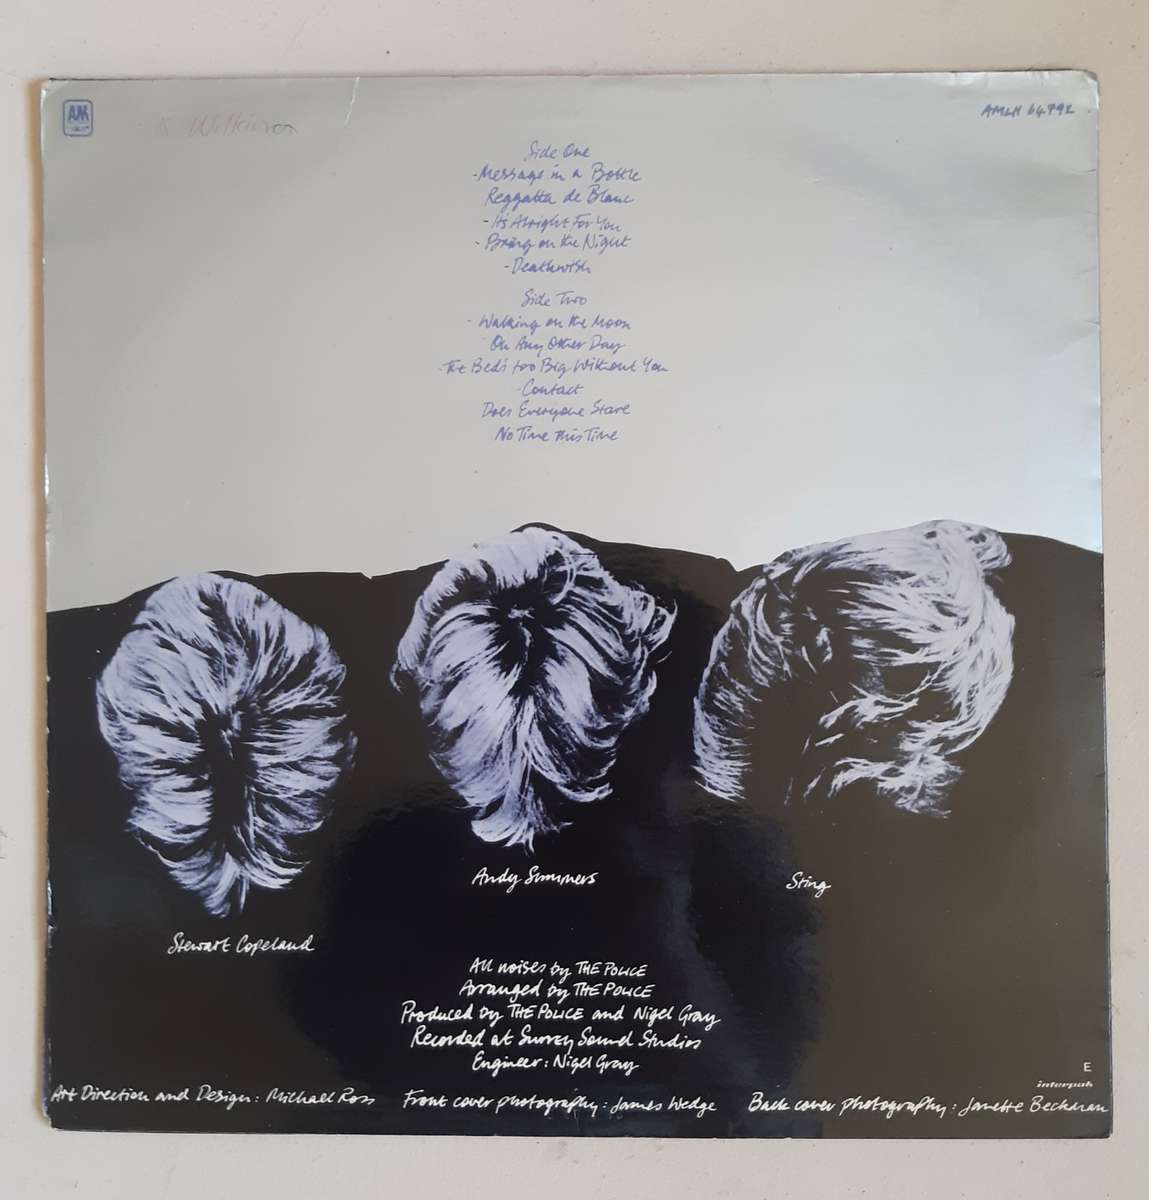 AM
K Wilkinson
AMLH 64792
Side One
-Message in a Bottle
Reggatta de Blanc
-It's Alright For You
-Bring on the Night
-Deathwish
Side Two
-Walking on the Moon
On Any Other Day
-The Bed's too Big Without You
-Contact
Does Everyone Stare
No Time this Time
Andy Summers
Sting
Stewart Copeland
All noises by THE POLICE
Arranged by THE POLICE
Produced by THE POLICE and Nigel Gray
Recorded at Surrey Sound Studios
Engineer: Nigel Gray
E
Art Direction and Design: Michael Ross Front cover photography: James Wedge Back cover photography: Janette Beckman